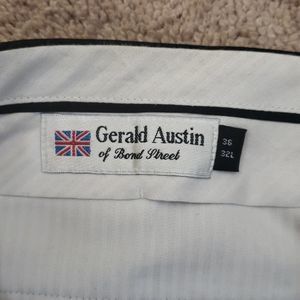 Gerald Austin
of Bond Street
36
32L